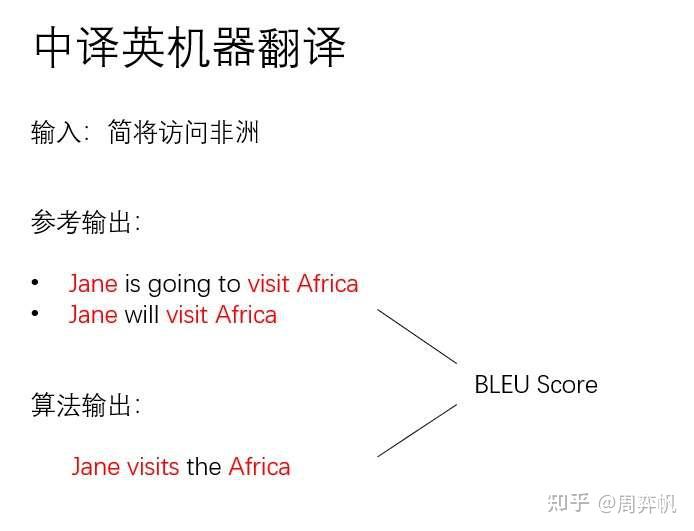 中译英机器翻译
输入：简将访问非洲
参考输出：
• Jane is going to visit Africa
• Jane will visit Africa
BLEU Score
算法输出：
Jane visits the Africa
知乎 @周弈帆